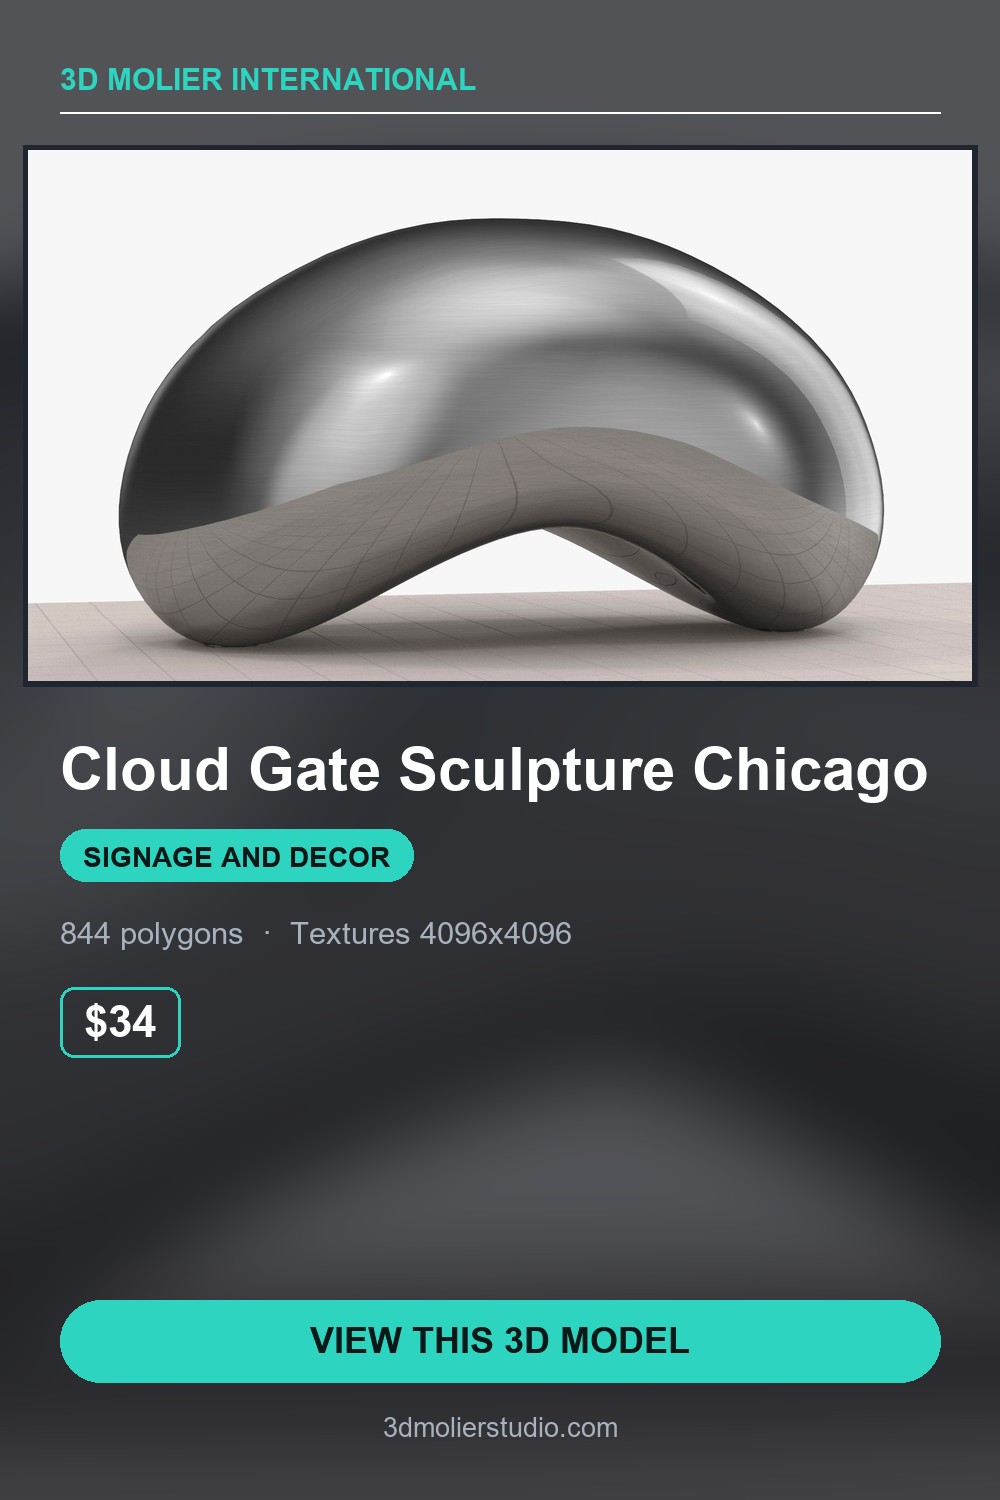 3D MOLIER INTERNATIONAL
Cloud Gate Sculpture Chicago
SIGNAGE AND DECOR
844 polygons · Textures 4096x4096
$34
VIEW THIS 3D MODEL
3dmolierstudio.com